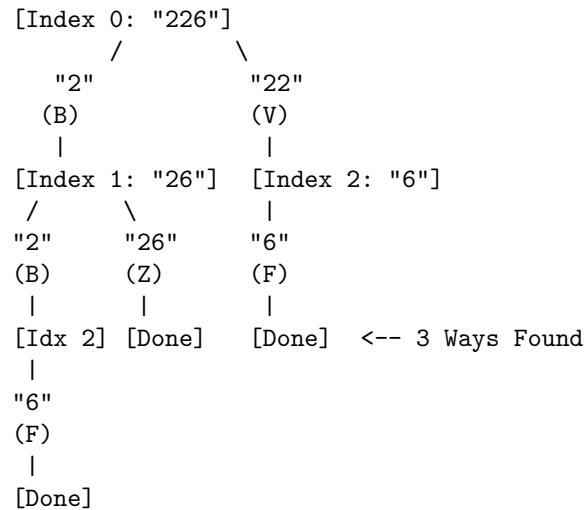 [Index 0: "226"]
/ \
"2" "22"
(B) (V)
| |
[Index 1: "26"] [Index 2: "6"]
/ \ |
"2" "26" "6"
(B) (Z) (F)
| | |
[Idx 2] [Done] [Done] <-- 3 Ways Found
|
"6"
(F)
|
[Done]